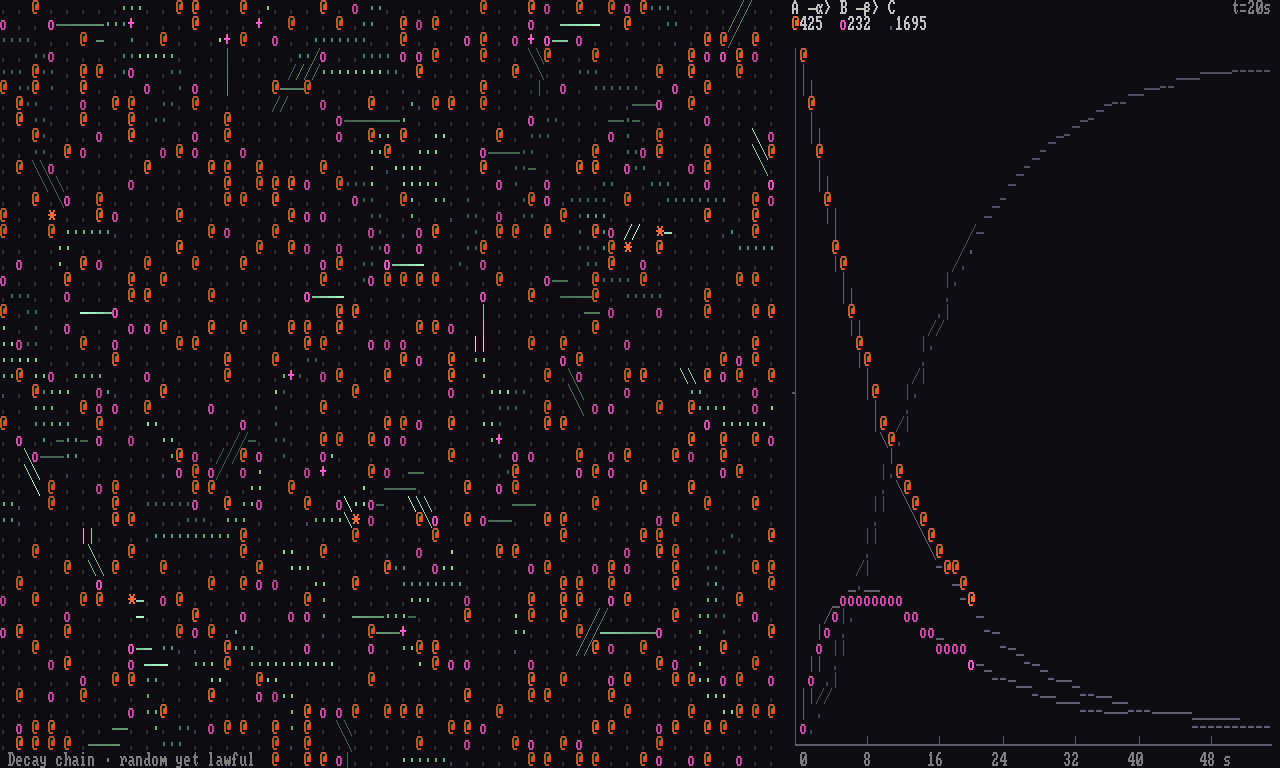 A —α⟩ B —β⟩ C
t=20s
@425 o232 .1695
0 8 16 24 32 40 48 s
Decay chain · random yet lawful